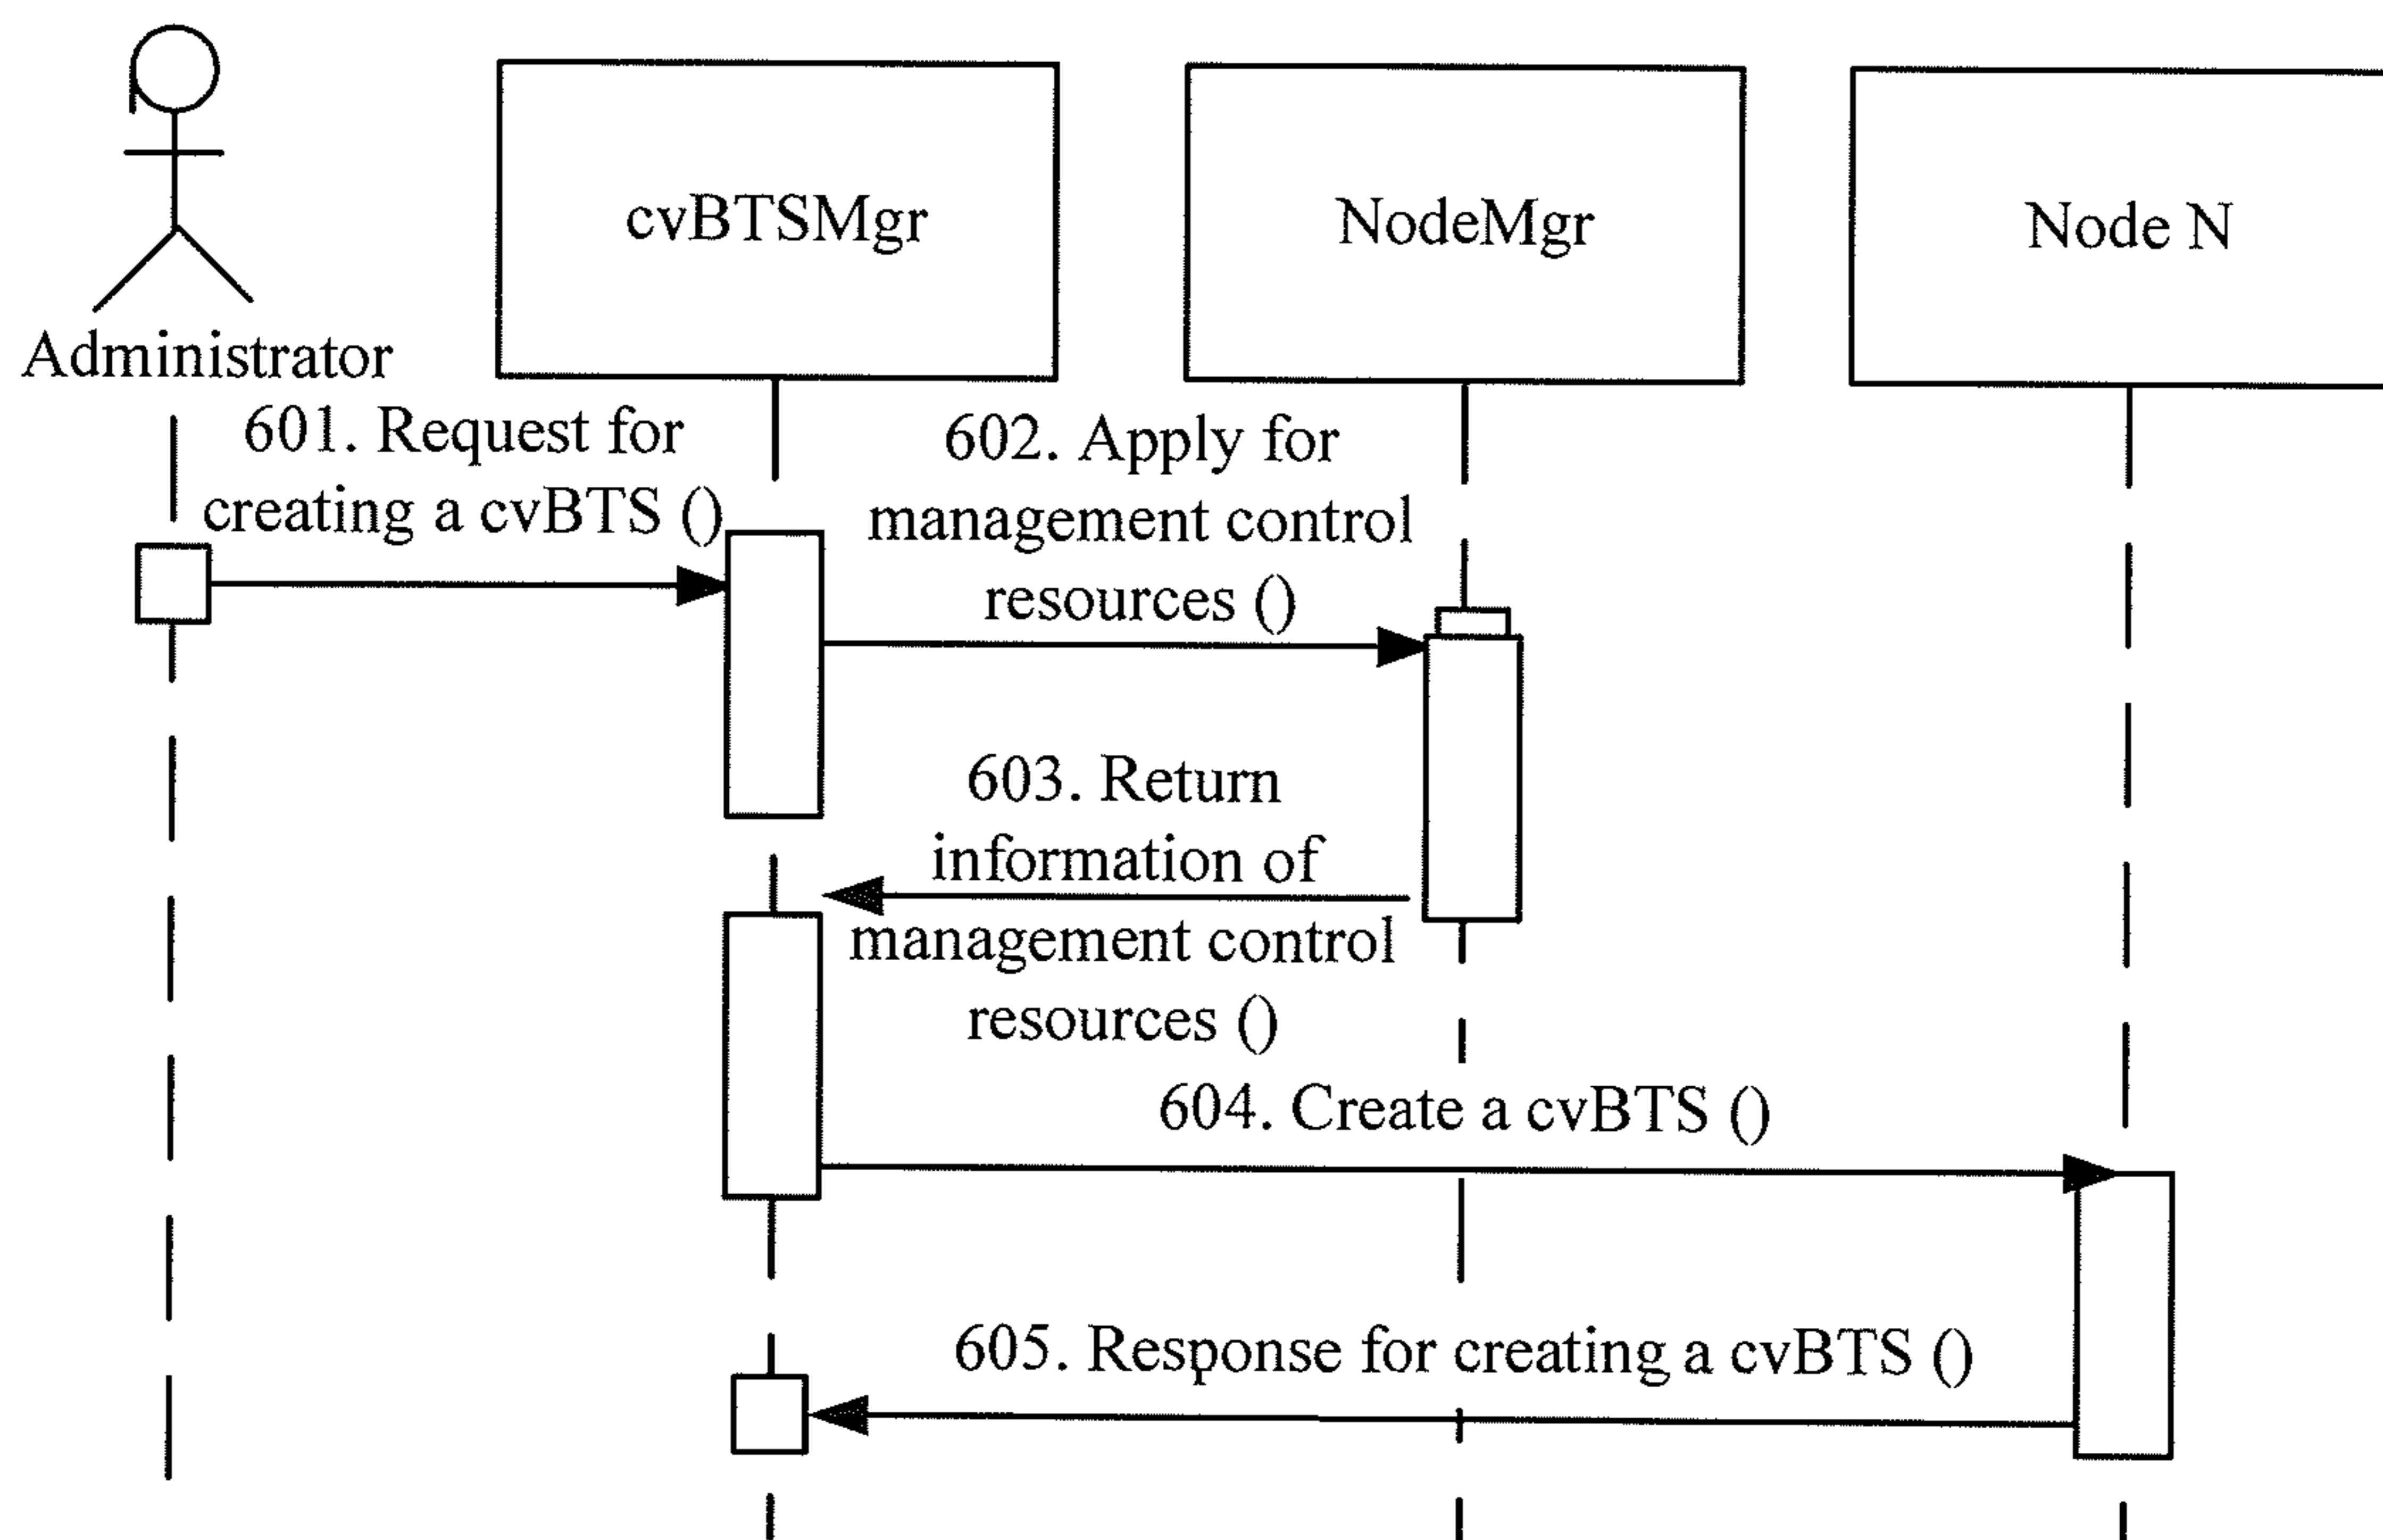 cvBTSMgr
NodeMgr
Node N
Administrator
601. Request for
creating a cvBTS ()
602. Apply for
management control
resources ()
603. Return
information of
management control
resources ()
604. Create a cvBTS ()
605. Response for creating a cvBTS ()